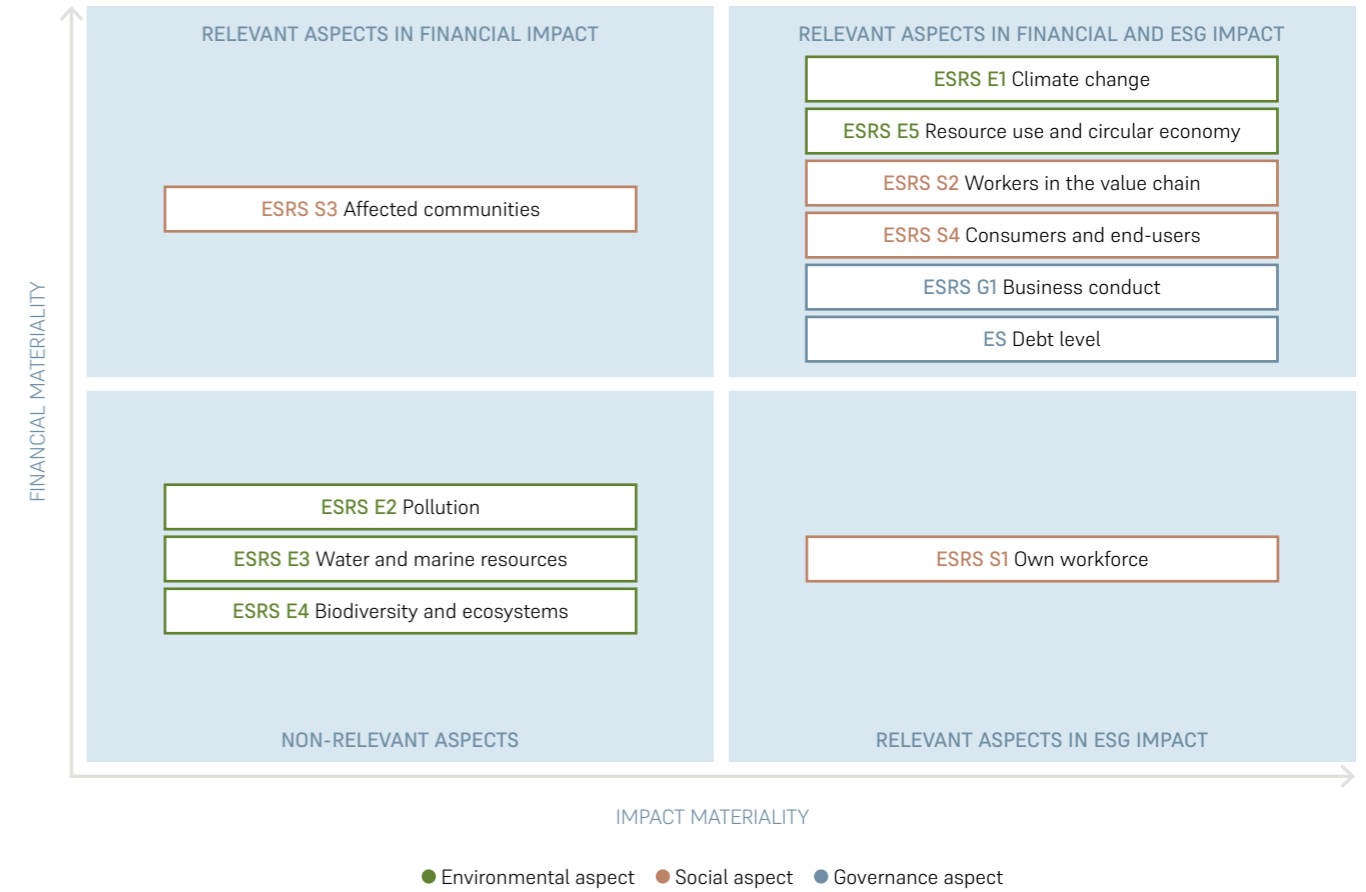 FINANCIAL MATERIALITY
RELEVANT ASPECTS IN FINANCIAL IMPACT
ESRS S3 Affected communities
RELEVANT ASPECTS IN FINANCIAL AND ESG IMPACT
ESRS E1 Climate change
ESRS E5 Resource use and circular economy
ESRS S2 Workers in the value chain
ESRS S4 Consumers and end-users
ESRS G1 Business conduct
ES Debt level
ESRS E2 Pollution
ESRS E3 Water and marine resources
ESRS E4 Biodiversity and ecosystems
NON-RELEVANT ASPECTS
ESRS S1 Own workforce
RELEVANT ASPECTS IN ESG IMPACT
IMPACT MATERIALITY
Environmental aspect Social aspect Governance aspect